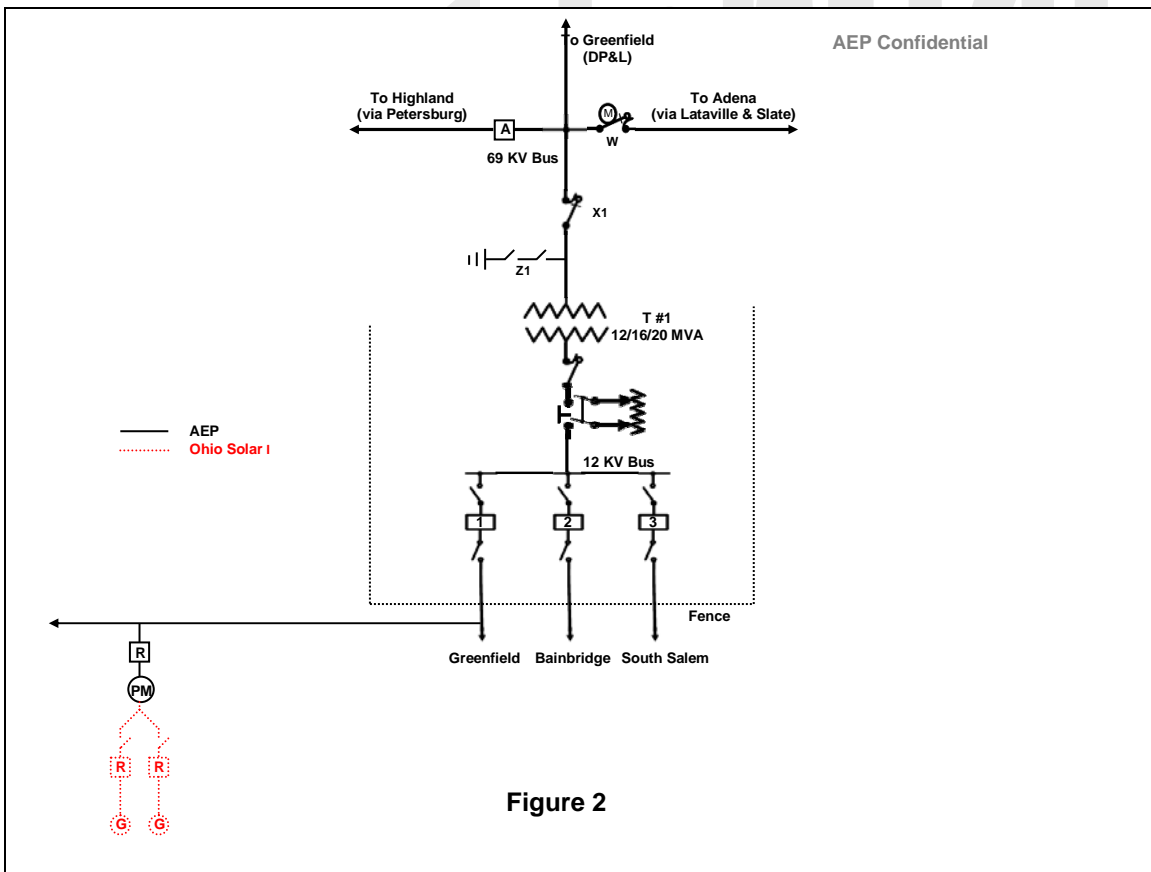 To Greenfield
(DP&L)
AEP Confidential
To Highland
(via Petersburg)
M
To Adena
(via Lataville & Slate)
A
W
69 KV Bus
X1
Z1
T #1
12/16/20 MVA
AEP
Ohio Solar I
12 KV Bus
1
2
3
Fence
Greenfield
Bainbridge
South Salem
R
PM
R
R
G
G
Figure 2